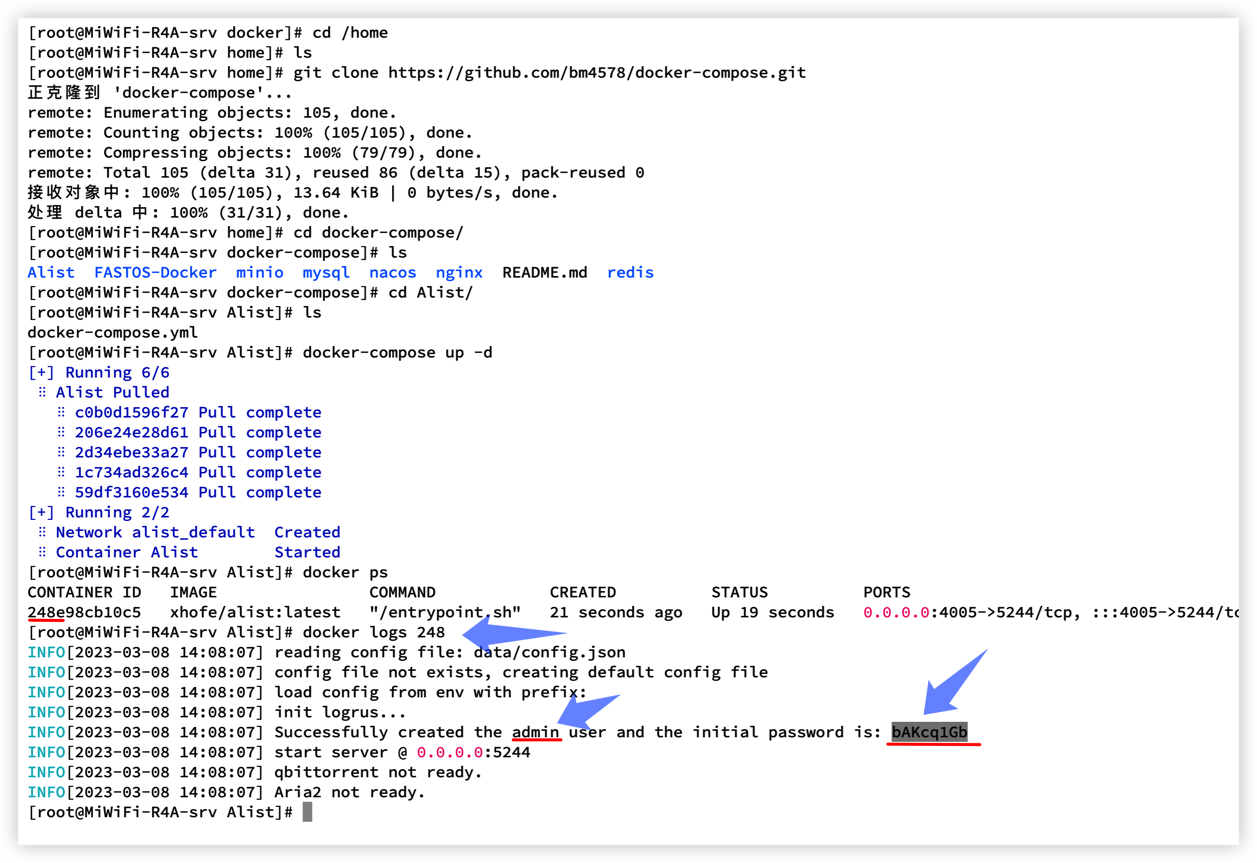 [root@MiWiFi-R4A-srv docker]# cd /home
[root@MiWiFi-R4A-srv home]# ls
[root@MiWiFi-R4A-srv home]# git clone https://github.com/bm4578/docker-compose.git
正克隆到 'docker-compose'...
remote: Enumerating objects: 105, done.
remote: Counting objects: 100% (105/105), done.
remote: Compressing objects: 100% (79/79), done.
remote: Total 105 (delta 31), reused 86 (delta 15), pack-reused 0
接收对象中: 100% (105/105), 13.64 KiB | 0 bytes/s, done.
处理 delta 中: 100% (31/31), done.
[root@MiWiFi-R4A-srv home]# cd docker-compose/
[root@MiWiFi-R4A-srv docker-compose]# ls
Alist  FASTOS-Docker  minio  mysql  nacos  nginx  README.md  redis
[root@MiWiFi-R4A-srv docker-compose]# cd Alist/
[root@MiWiFi-R4A-srv Alist]# ls
docker-compose.yml
[root@MiWiFi-R4A-srv Alist]# docker-compose up -d
[+] Running 6/6
 ⠿ Alist Pulled
   ⠿ c0b0d1596f27 Pull complete
   ⠿ 206e24e28d61 Pull complete
   ⠿ 2d34ebe33a27 Pull complete
   ⠿ 1c734ad326c4 Pull complete
   ⠿ 59df3160e534 Pull complete
[+] Running 2/2
 ⠿ Network alist_default  Created
 ⠿ Container Alist        Started
[root@MiWiFi-R4A-srv Alist]# docker ps
CONTAINER ID   IMAGE                COMMAND            CREATED          STATUS          PORTS
248e98cb10c5   xhofe/alist:latest   "/entrypoint.sh"   21 seconds ago   Up 19 seconds   0.0.0.0:4005->5244/tcp, :::4005->5244/tc
[root@MiWiFi-R4A-srv Alist]# docker logs 248
INFO[2023-03-08 14:08:07] reading config file: data/config.json
INFO[2023-03-08 14:08:07] config file not exists, creating default config file
INFO[2023-03-08 14:08:07] load config from env with prefix:
INFO[2023-03-08 14:08:07] init logrus...
INFO[2023-03-08 14:08:07] Successfully created the admin user and the initial password is: bAKcq1Gb
INFO[2023-03-08 14:08:07] start server @ 0.0.0.0:5244
INFO[2023-03-08 14:08:07] qbittorrent not ready.
INFO[2023-03-08 14:08:07] Aria2 not ready.
[root@MiWiFi-R4A-srv Alist]#